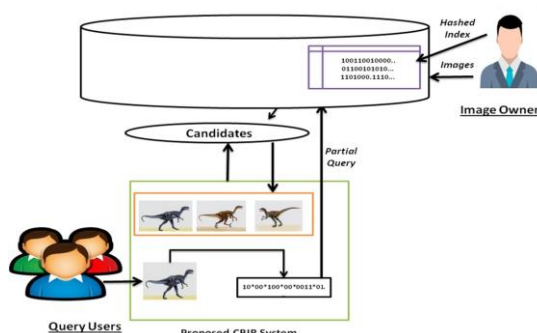 Hashed
Index
100110010000..
01100101010...
1101000.1110...
Images
Image Owner
Candidates
Partial
Query
10*00*100*00*0011*01.
Query Users
Proposed CBIR System